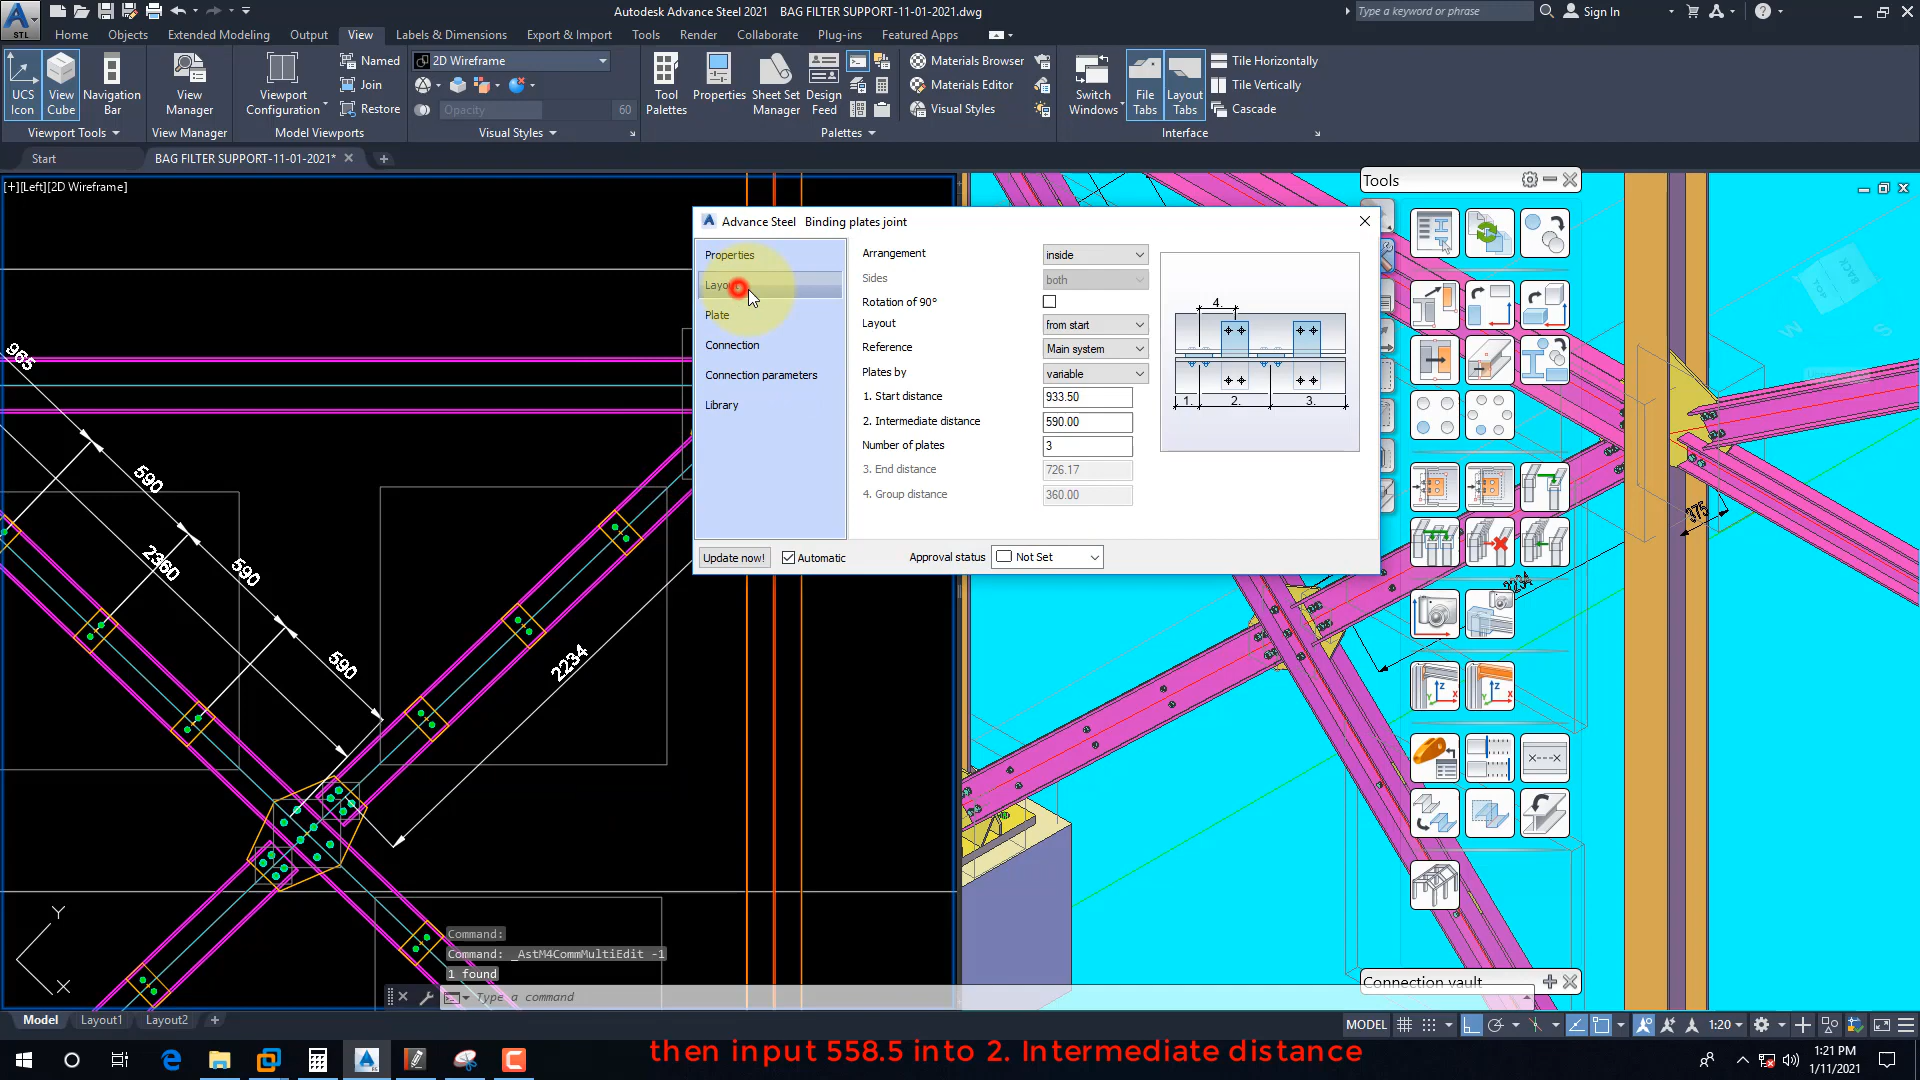 Autodesk Advance Steel 2021 BAG FILTER SUPPORT-11-01-2021.dwg
Type a keyword or phrase
Sign In
STL
Home Objects Extended Modeling Output View Labels & Dimensions Export & Import Tools Render Collaborate Plug-ins Featured Apps
UCS Icon
View Cube
Navigation Bar
Viewport Tools
View Manager
View Manager
Viewport Configuration
Named
Join
Restore
Model Viewports
2D Wireframe
Opacity 60
Visual Styles
Tool Palettes
Properties
Sheet Set Manager
Design Feed
Materials Browser
Materials Editor
Visual Styles
Palettes
Switch Windows
File Tabs
Layout Tabs
Tile Horizontally
Tile Vertically
Cascade
Interface
Start
BAG FILTER SUPPORT-11-01-2021*
[+][Left][2D Wireframe]
Tools
Advance Steel Binding plates joint
Properties
Layout
Plate
Connection
Connection parameters
Library
Arrangement inside
Sides both
Rotation of 90°
Layout from start
Reference Main system
Plates by variable
1. Start distance 933.50
2. Intermediate distance 590.00
Number of plates 3
3. End distance 726.17
4. Group distance 360.00
4.
1. 2. 3.
Update now!
Automatic
Approval status Not Set
965
590
590
2360
590
2234
375
2234
BACK
TOP
W
S
Y
X
Command:
Command: _AstM4CommMultiEdit -1
1 found
Type a command
Connection vault
Model Layout1 Layout2
MODEL
1:20
then input 558.5 into 2. Intermediate distance
1:21 PM
1/11/2021